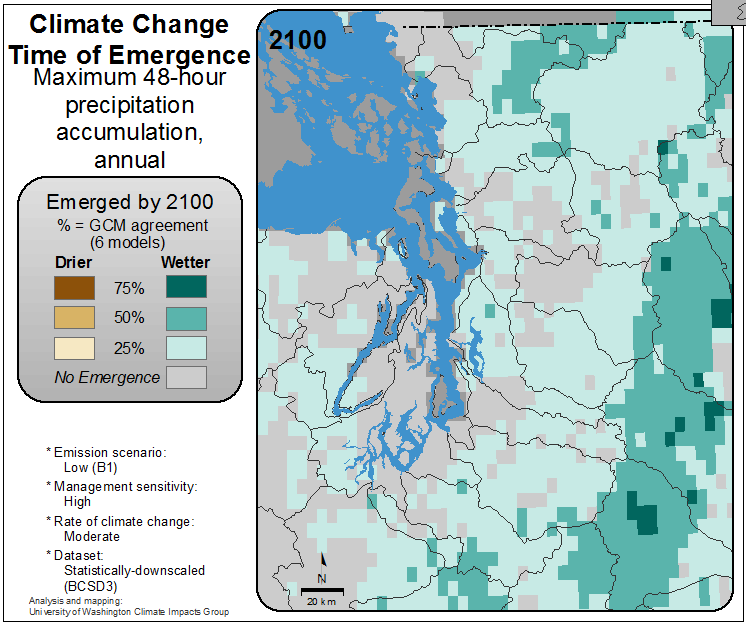 Climate Change
Time of Emergence
Maximum 48-hour
precipitation
accumulation,
annual
Emerged by 2100
% = GCM agreement
(6 models)
Drier Wetter
75%
50%
25%
No Emergence
* Emission scenario:
Low (B1)
* Management sensitivity:
High
* Rate of climate change:
Moderate
* Dataset:
Statistically-downscaled
(BCSD3)
Analysis and mapping:
University of Washington Climate Impacts Group
2100
N
20 km